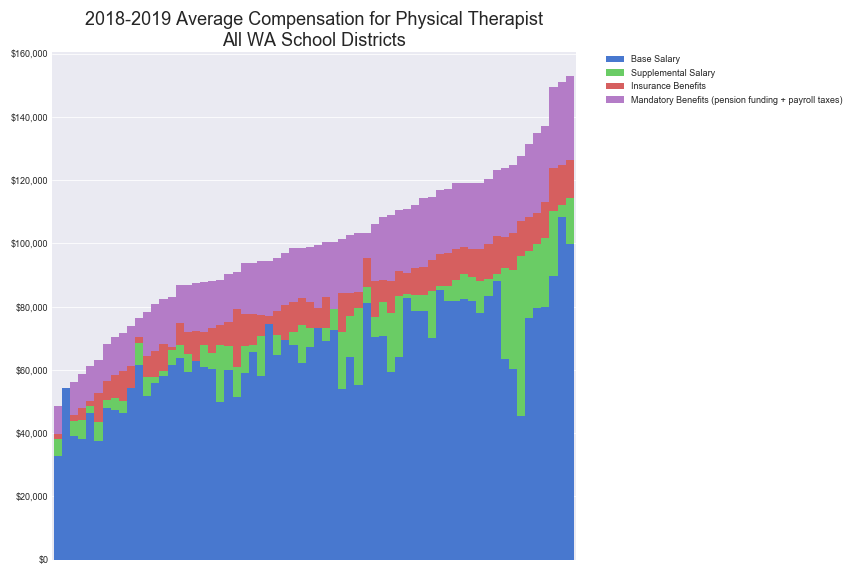 2018-2019 Average Compensation for Physical Therapist
All WA School Districts
$160,000
$140,000
$120,000
$100,000
$80,000
$60,000
$40,000
$20,000
$0
Base Salary
Supplemental Salary
Insurance Benefits
Mandatory Benefits (pension funding + payroll taxes)